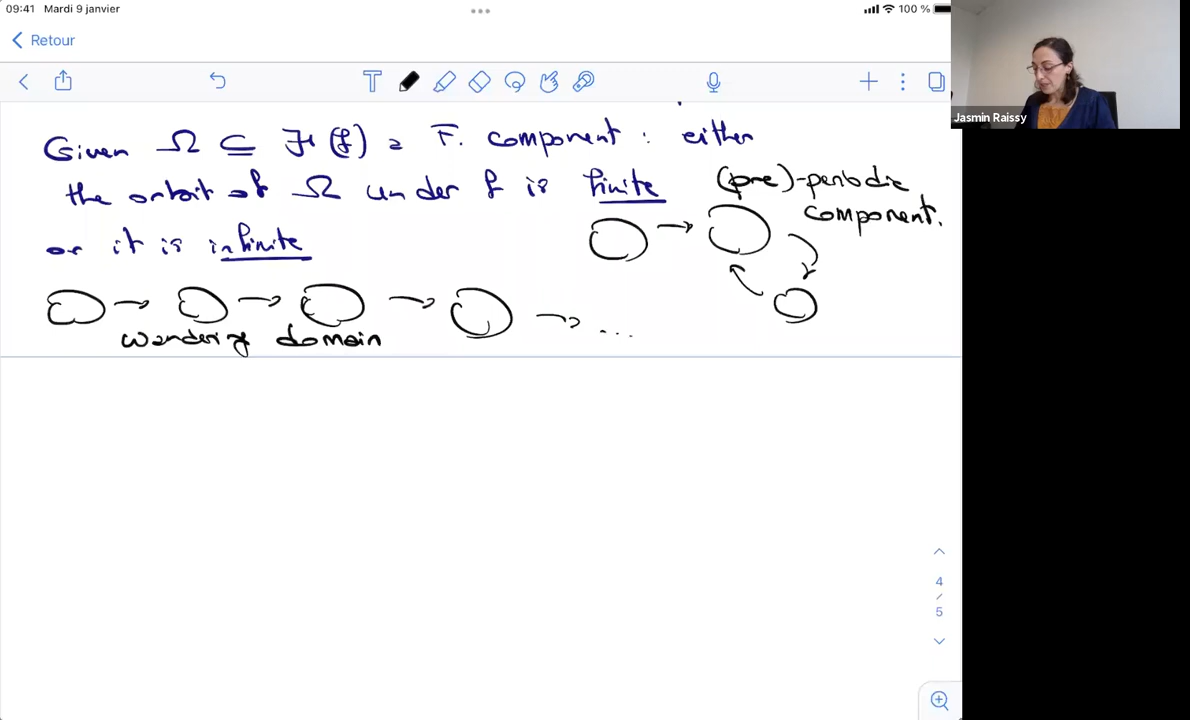 09:41 Mardi 9 janvier
100 %
Retour
Jasmin Raissy
Given Ω ⊆ F(f) a F. component : either
the orbit of Ω under f is finite (pre)-periodic component.
or it is infinite
→
→ → → → ...
wandering domain
4
/
5